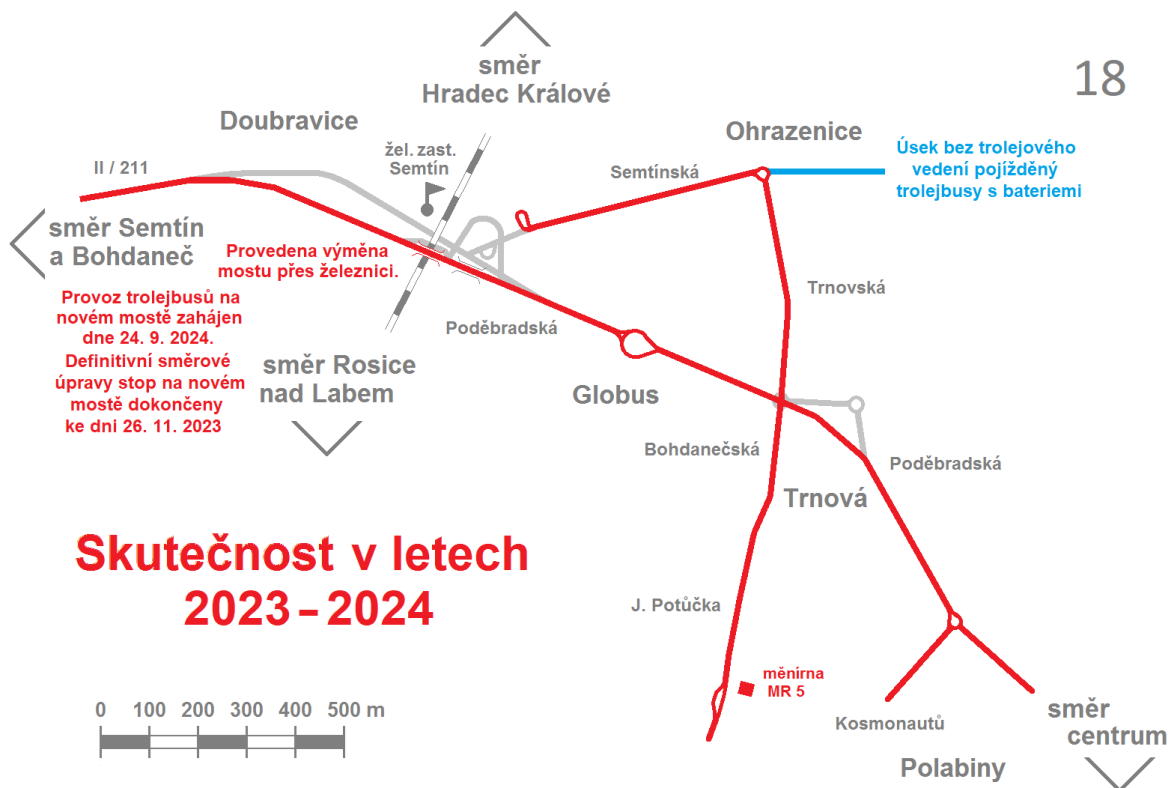 směr
Hradec Králové
18
Doubravice
Ohrazenice
žel. zast.
Semtín
II / 211
Semtínská
Úsek bez trolejového
vedení pojížděný
trolejbusy s bateriemi
směr Semtín
a Bohdaneč
Provedena výměna
mostu přes železnici.
Trnovská
Provoz trolejbusů na
novém mostě zahájen
dne 24. 9. 2024.
Definitivní směrové
úpravy stop na novém
mostě dokončeny
ke dni 26. 11. 2023
Poděbradská
směr Rosice
nad Labem
Globus
Bohdanečská
Poděbradská
Trnová
Skutečnost v letech
2023 – 2024
J. Potůčka
měnírna
MR 5
0 100 200 300 400 500 m
Kosmonautů
směr
centrum
Polabiny